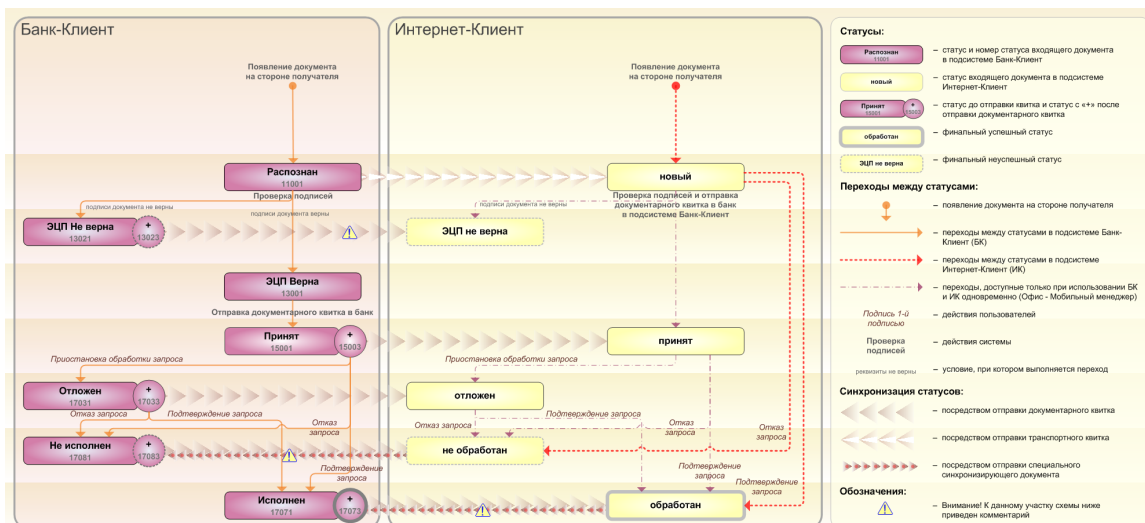 Банк-Клиент
Интернет-Клиент
Появление документа
на стороне получателя
Появление документа
на стороне получателя
Распознан
11001
новый
Проверка подписей
Проверка подписей и отправка
документарного квитка в банк
в подсистеме Банк-Клиент
подписи документа не верны
подписи документа верны
подписи документа не верны
ЭЦП Не верна
13021
+
13023
ЭЦП не верна
ЭЦП Верна
13001
Отправка документарного квитка в банк
Принят
15001
+
15003
принят
Приостановка обработки запроса
Приостановка обработки запроса
Отложен
17031
+
17033
отложен
Отказ запроса
Подтверждение запроса
Отказ
запроса
Отказ запроса
Подтверждение запроса
Отказ
запроса
Отказ
запроса
Не исполнен
17081
+
17083
не обработан
Подтверждение
запроса
Подтверждение
запроса
Подтверждение
запроса
Исполнен
17071
+
17073
обработан
Статусы:
Распознан
11001
– статус и номер статуса входящего документа
в подсистеме Банк-Клиент
новый
– статус входящего документа в подсистеме
Интернет-Клиент
Принят
15001
+
15003
– статус до отправки квитка и статус с «+» после
отправки документарного квитка
обработан
– финальный успешный статус
ЭЦП не верна
– финальный неуспешный статус
Переходы между статусами:
– появление документа на стороне получателя
– переходы между статусами в подсистеме Банк-
Клиент (БК)
– переходы между статусами в подсистеме
Интернет-Клиент (ИК)
– переходы, доступные только при использовании БК
и ИК одновременно (Офис - Мобильный менеджер)
Подпись 1-й
подписью
– действия пользователей
Проверка
подписей
– действия системы
реквизиты не верны
– условие, при котором выполняется переход
Синхронизация статусов:
– посредством отправки документарного квитка
– посредством отправки транспортного квитка
– посредством отправки специального
синхронизирующего документа
Обозначения:
– Внимание! К данному участку схемы ниже
приведен комментарий